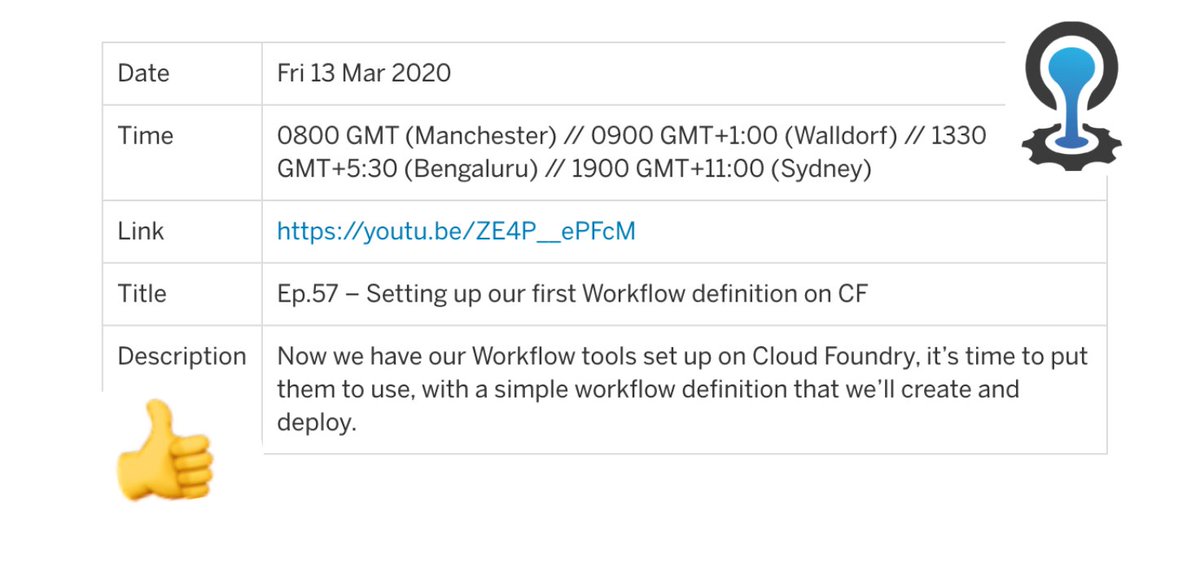 Date
Fri 13 Mar 2020
Time
0800 GMT (Manchester) // 0900 GMT+1:00 (Walldorf) // 1330
GMT+5:30 (Bengaluru) // 1900 GMT+11:00 (Sydney)
Link
https://youtu.be/ZE4P__ePFcM
Title
Ep.57 – Setting up our first Workflow definition on CF
Description
Now we have our Workflow tools set up on Cloud Foundry, it’s time to put
them to use, with a simple workflow definition that we’ll create and
deploy.